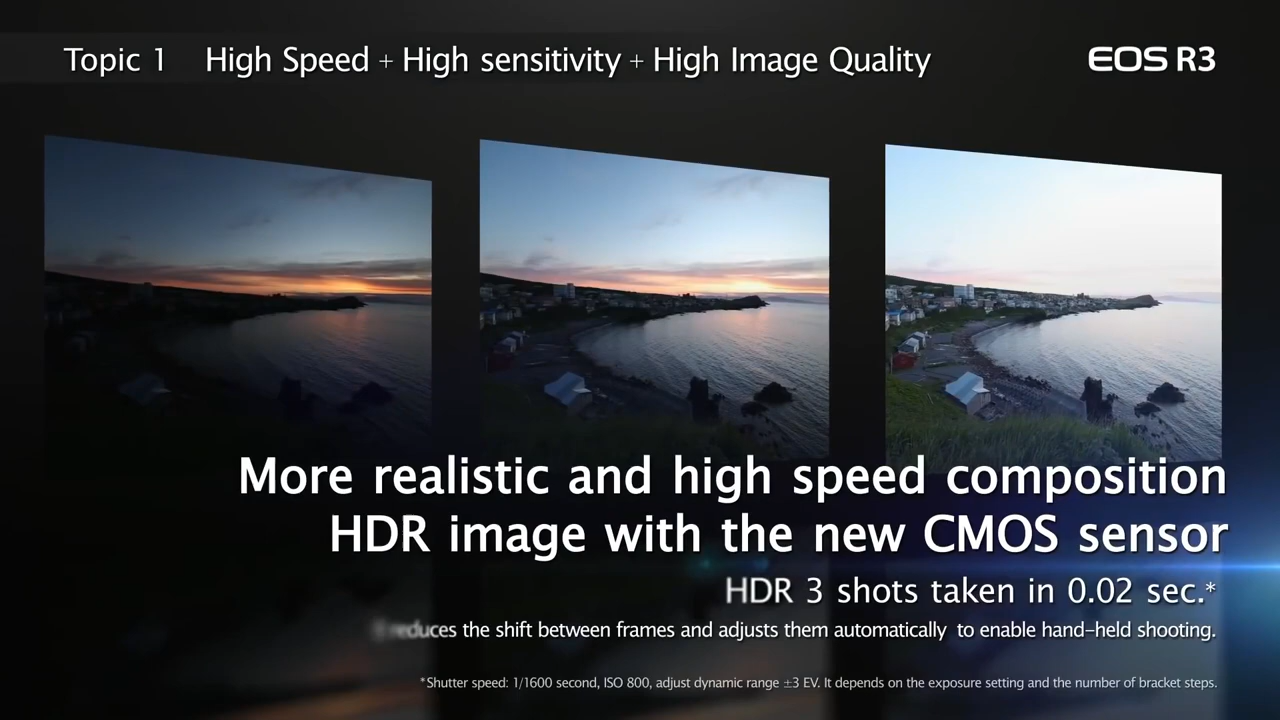 Topic 1 High Speed + High sensitivity + High Image Quality
EOS R3
More realistic and high speed composition
HDR image with the new CMOS sensor
HDR 3 shots taken in 0.02 sec.*
reduces the shift between frames and adjusts them automatically to enable hand-held shooting.
*Shutter speed: 1/1600 second, ISO 800, adjust dynamic range ±3 EV. It depends on the exposure setting and the number of bracket steps.